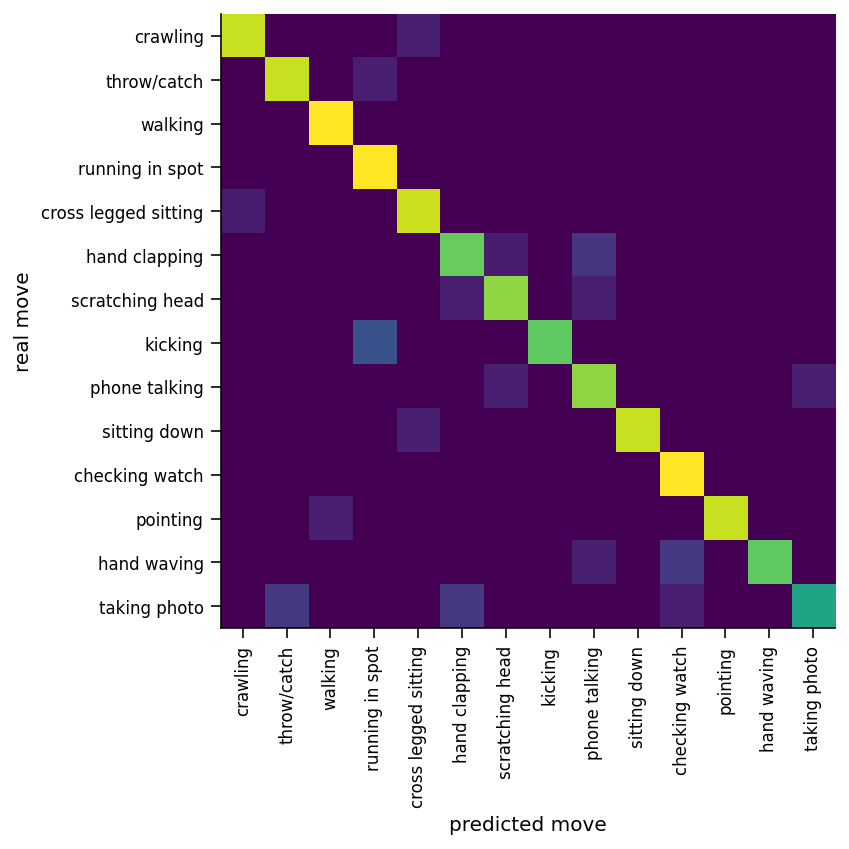 crawling
throw/catch
walking
running in spot
cross legged sitting
hand clapping
scratching head
kicking
phone talking
sitting down
checking watch
pointing
hand waving
taking photo
real move
crawling
throw/catch
walking
running in spot
cross legged sitting
hand clapping
scratching head
kicking
phone talking
sitting down
checking watch
pointing
hand waving
taking photo
predicted move